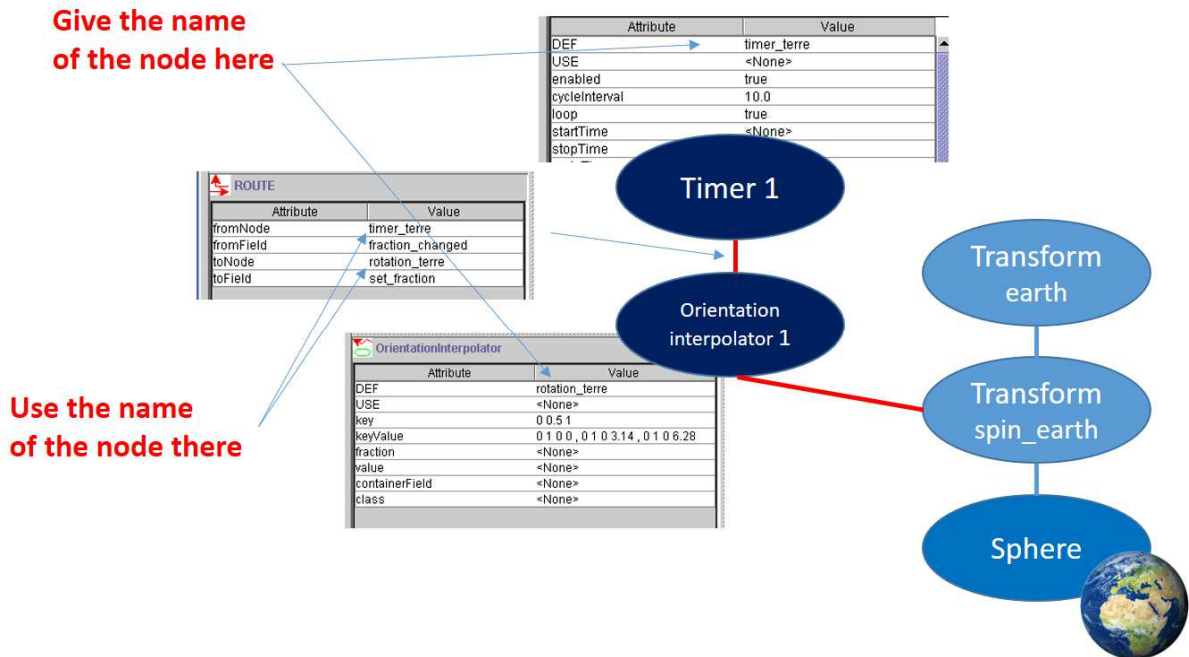 Give the name
of the node here
Attribute Value
DEF timer_terre
USE <None>
enabled true
cycleInterval 10.0
loop true
startTime <None>
stopTime
Timer 1
ROUTE
Attribute Value
fromNode timer_terre
fromField fraction_changed
toNode rotation_terre
toField set_fraction
Orientation
interpolator 1
Transform
earth
OrientationInterpolator
Attribute Value
DEF rotation_terre
USE <None>
key 0 0.5 1
keyValue 0 1 0 0 , 0 1 0 3.14 , 0 1 0 6.28
fraction <None>
value <None>
containerField <None>
class <None>
Use the name
of the node there
Transform
spin_earth
Sphere